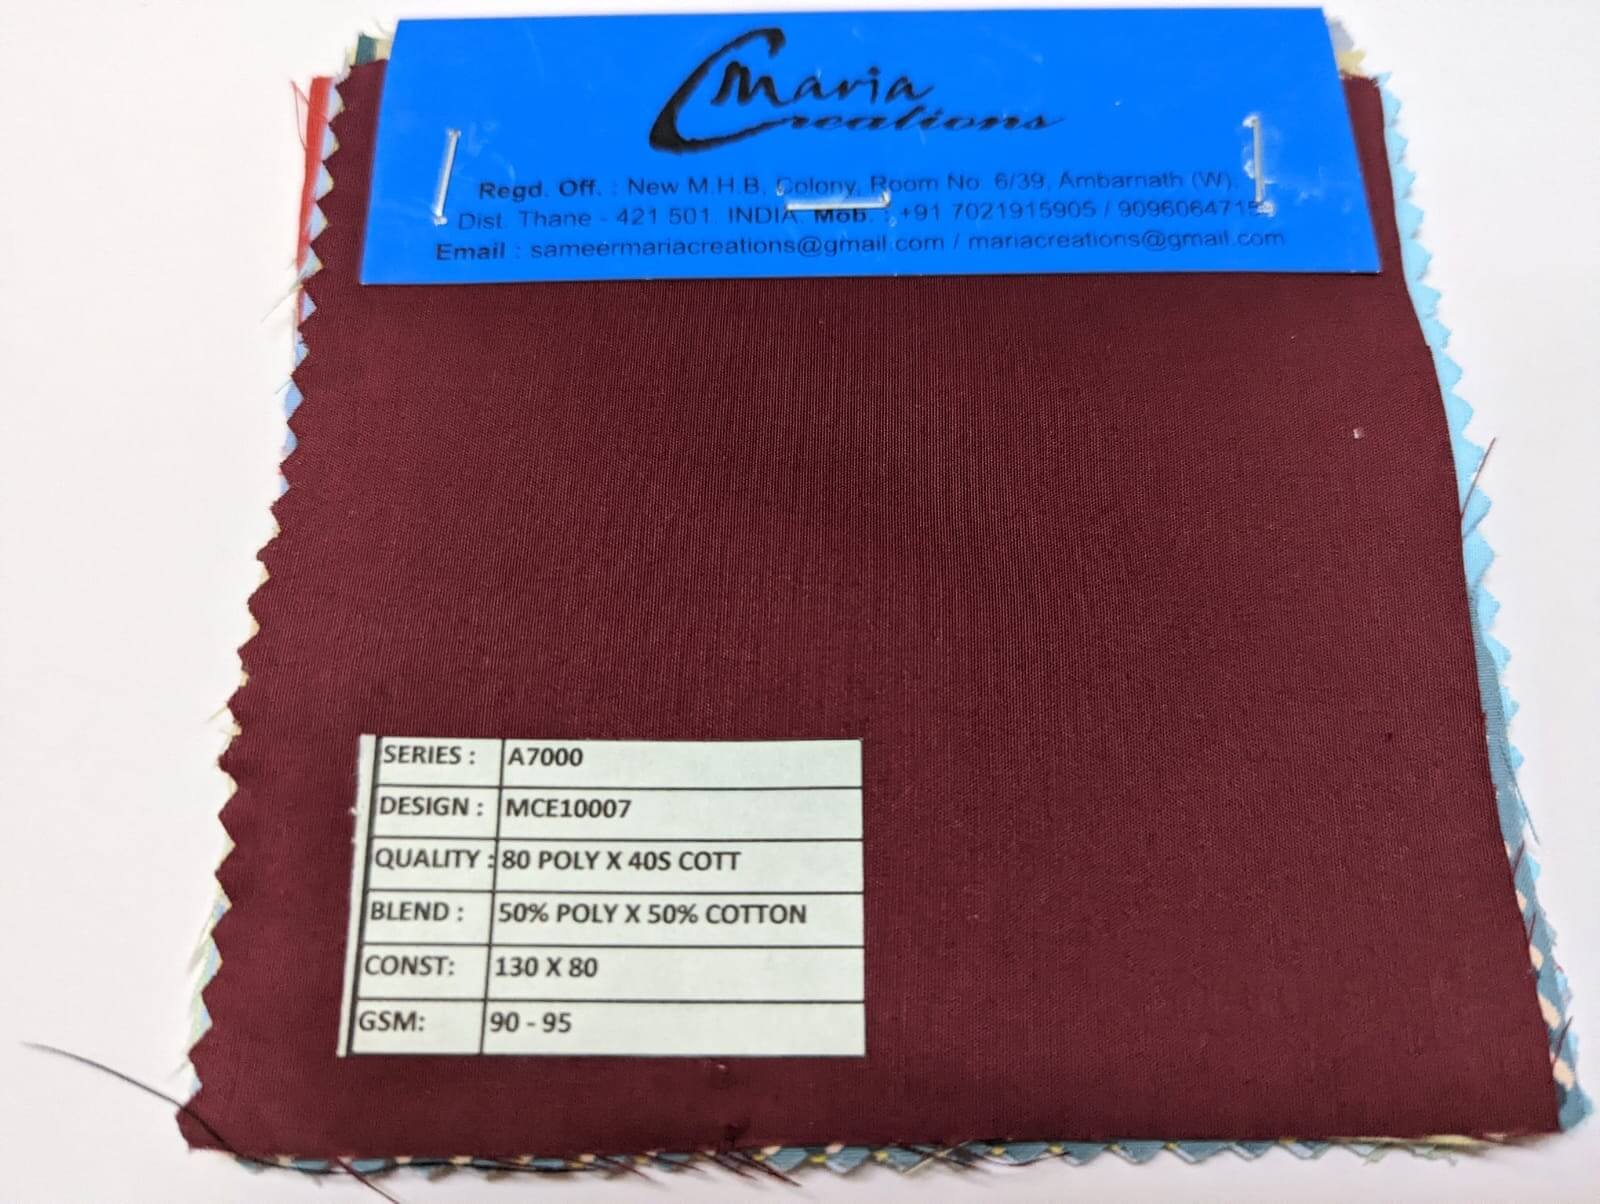 Maria
Creations
Regd. Off. : New M.H.B. Colony, Room No. 6/39, Ambarnath (W),
Dist. Thane - 421 501. INDIA. Mob. : +91 7021915905 /
Email : sameermariacreations@gmail.com / mariacreations@gmail.com
SERIES : A7000
DESIGN : MCE10007
QUALITY : 80 POLY X 40S COTT
BLEND : 50% POLY X 50% COTTON
CONST: 130 X 80
GSM: 90 - 95